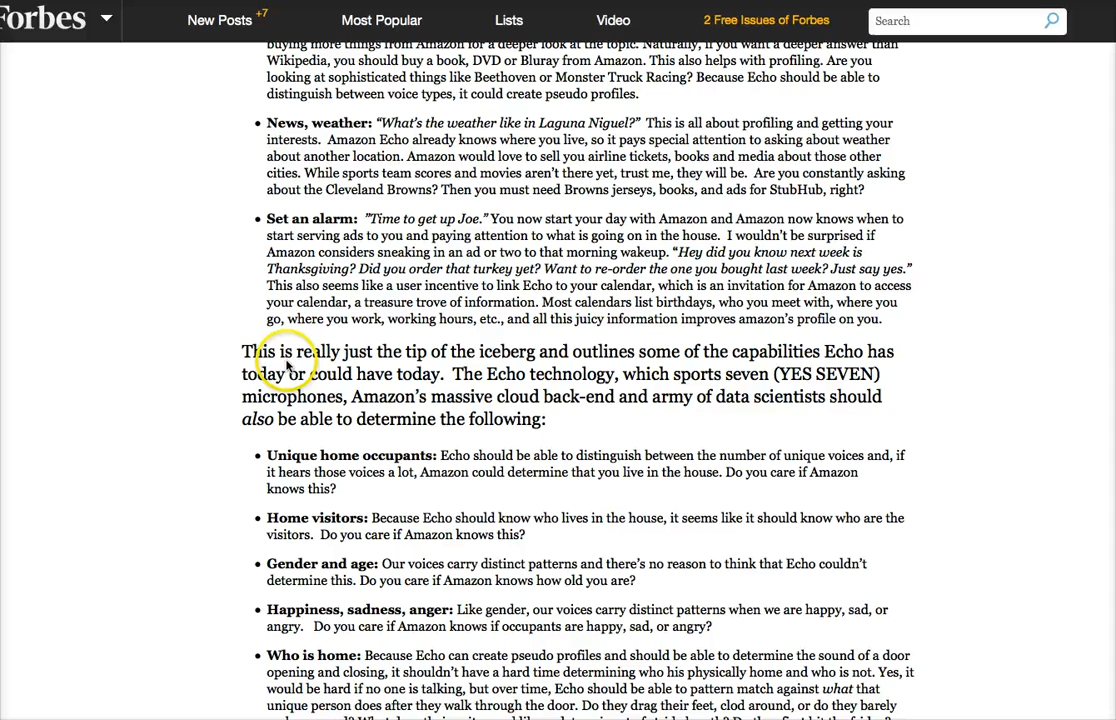 Forbes
New Posts +7
Most Popular
Lists
Video
2 Free Issues of Forbes
Search
buying more things from Amazon for a deeper look at the topic. Naturally, if you want a deeper answer than
Wikipedia, you should buy a book, DVD or Bluray from Amazon. This also helps with profiling. Are you
looking at sophisticated things like Beethoven or Monster Truck Racing? Because Echo should be able to
distinguish between voice types, it could create pseudo profiles.
• News, weather: “What’s the weather like in Laguna Niguel?” This is all about profiling and getting your
interests. Amazon Echo already knows where you live, so it pays special attention to asking about weather
about another location. Amazon would love to sell you airline tickets, books and media about those other
cities. While sports team scores and movies aren’t there yet, trust me, they will be. Are you constantly asking
about the Cleveland Browns? Then you must need Browns jerseys, books, and ads for StubHub, right?
• Set an alarm: ”Time to get up Joe.” You now start your day with Amazon and Amazon now knows when to
start serving ads to you and paying attention to what is going on in the house. I wouldn’t be surprised if
Amazon considers sneaking in an ad or two to that morning wakeup. “Hey did you know next week is
Thanksgiving? Did you order that turkey yet? Want to re-order the one you bought last week? Just say yes.”
This also seems like a user incentive to link Echo to your calendar, which is an invitation for Amazon to access
your calendar, a treasure trove of information. Most calendars list birthdays, who you meet with, where you
go, where you work, working hours, etc., and all this juicy information improves amazon’s profile on you.
This is really just the tip of the iceberg and outlines some of the capabilities Echo has
today or could have today. The Echo technology, which sports seven (YES SEVEN)
microphones, Amazon’s massive cloud back-end and army of data scientists should
also be able to determine the following:
• Unique home occupants: Echo should be able to distinguish between the number of unique voices and, if
it hears those voices a lot, Amazon could determine that you live in the house. Do you care if Amazon
knows this?
• Home visitors: Because Echo should know who lives in the house, it seems like it should know who are the
visitors. Do you care if Amazon knows this?
• Gender and age: Our voices carry distinct patterns and there’s no reason to think that Echo couldn’t
determine this. Do you care if Amazon knows how old you are?
• Happiness, sadness, anger: Like gender, our voices carry distinct patterns when we are happy, sad, or
angry. Do you care if Amazon knows if occupants are happy, sad, or angry?
• Who is home: Because Echo can create pseudo profiles and should be able to determine the sound of a door
opening and closing, it shouldn’t have a hard time determining who his physically home and who is not. Yes, it
would be hard if no one is talking, but over time, Echo should be able to pattern match against what that
unique person does after they walk through the door. Do they drag their feet, clod around, or do they barely